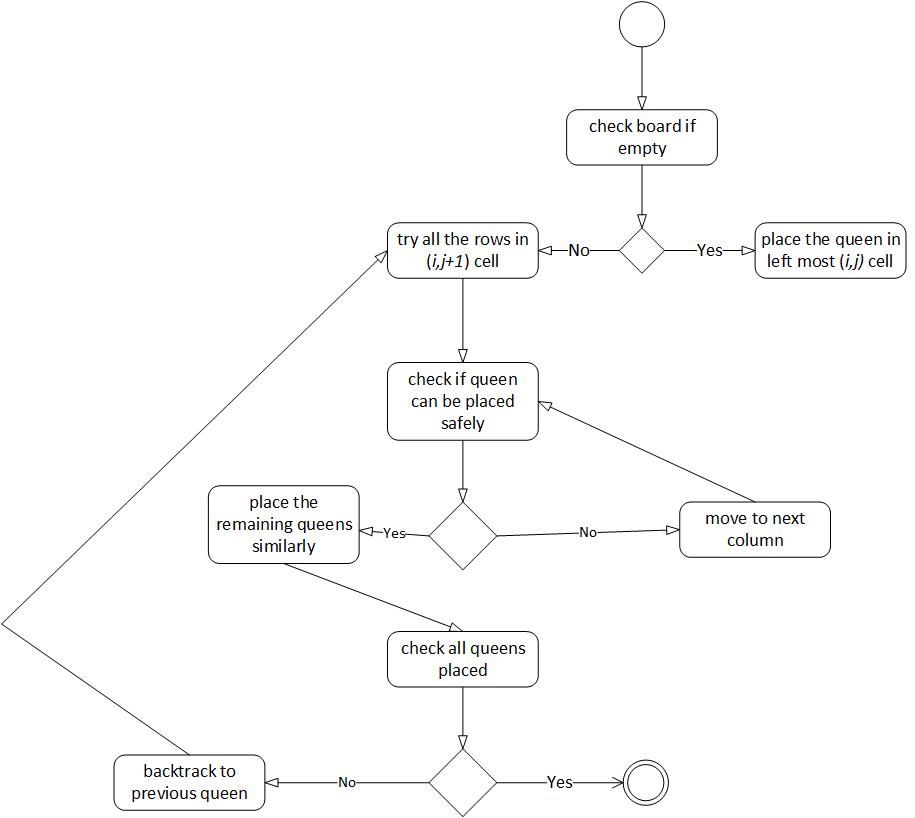 check board if
empty
try all the rows in
(i,j+1) cell
No
Yes
place the queen in
left most (i,j) cell
check if queen
can be placed
safely
place the
remaining queens
similarly
Yes
No
move to next
column
check all queens
placed
backtrack to
previous queen
No
Yes